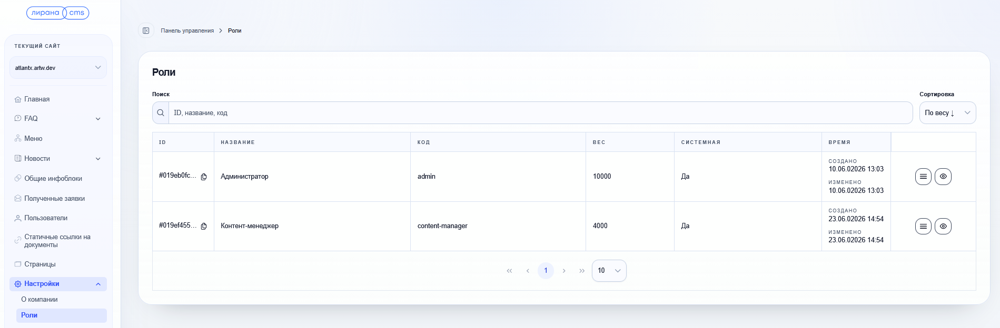 лирана cms
ТЕКУЩИЙ САЙТ
atlantx.artw.dev
Главная
FAQ
Меню
Новости
Общие инфоблоки
Полученные заявки
Пользователи
Статичные ссылки на
документы
Страницы
Настройки
О компании
Роли
Панель управления > Роли
Роли
Поиск
ID, название, код
Сортировка
По весу ↓
ID НАЗВАНИЕ КОД ВЕС СИСТЕМНАЯ ВРЕМЯ
#019eb0fc... Администратор admin 10000 Да
СОЗДАНО
10.06.02026 13:03
ИЗМЕНЕНО
10.06.02026 13:03
#019ef455... Контент-менеджер content-manager 4000 Да
СОЗДАНО
23.06.02026 14:54
ИЗМЕНЕНО
23.06.02026 14:54
« ‹ 1 › » 10